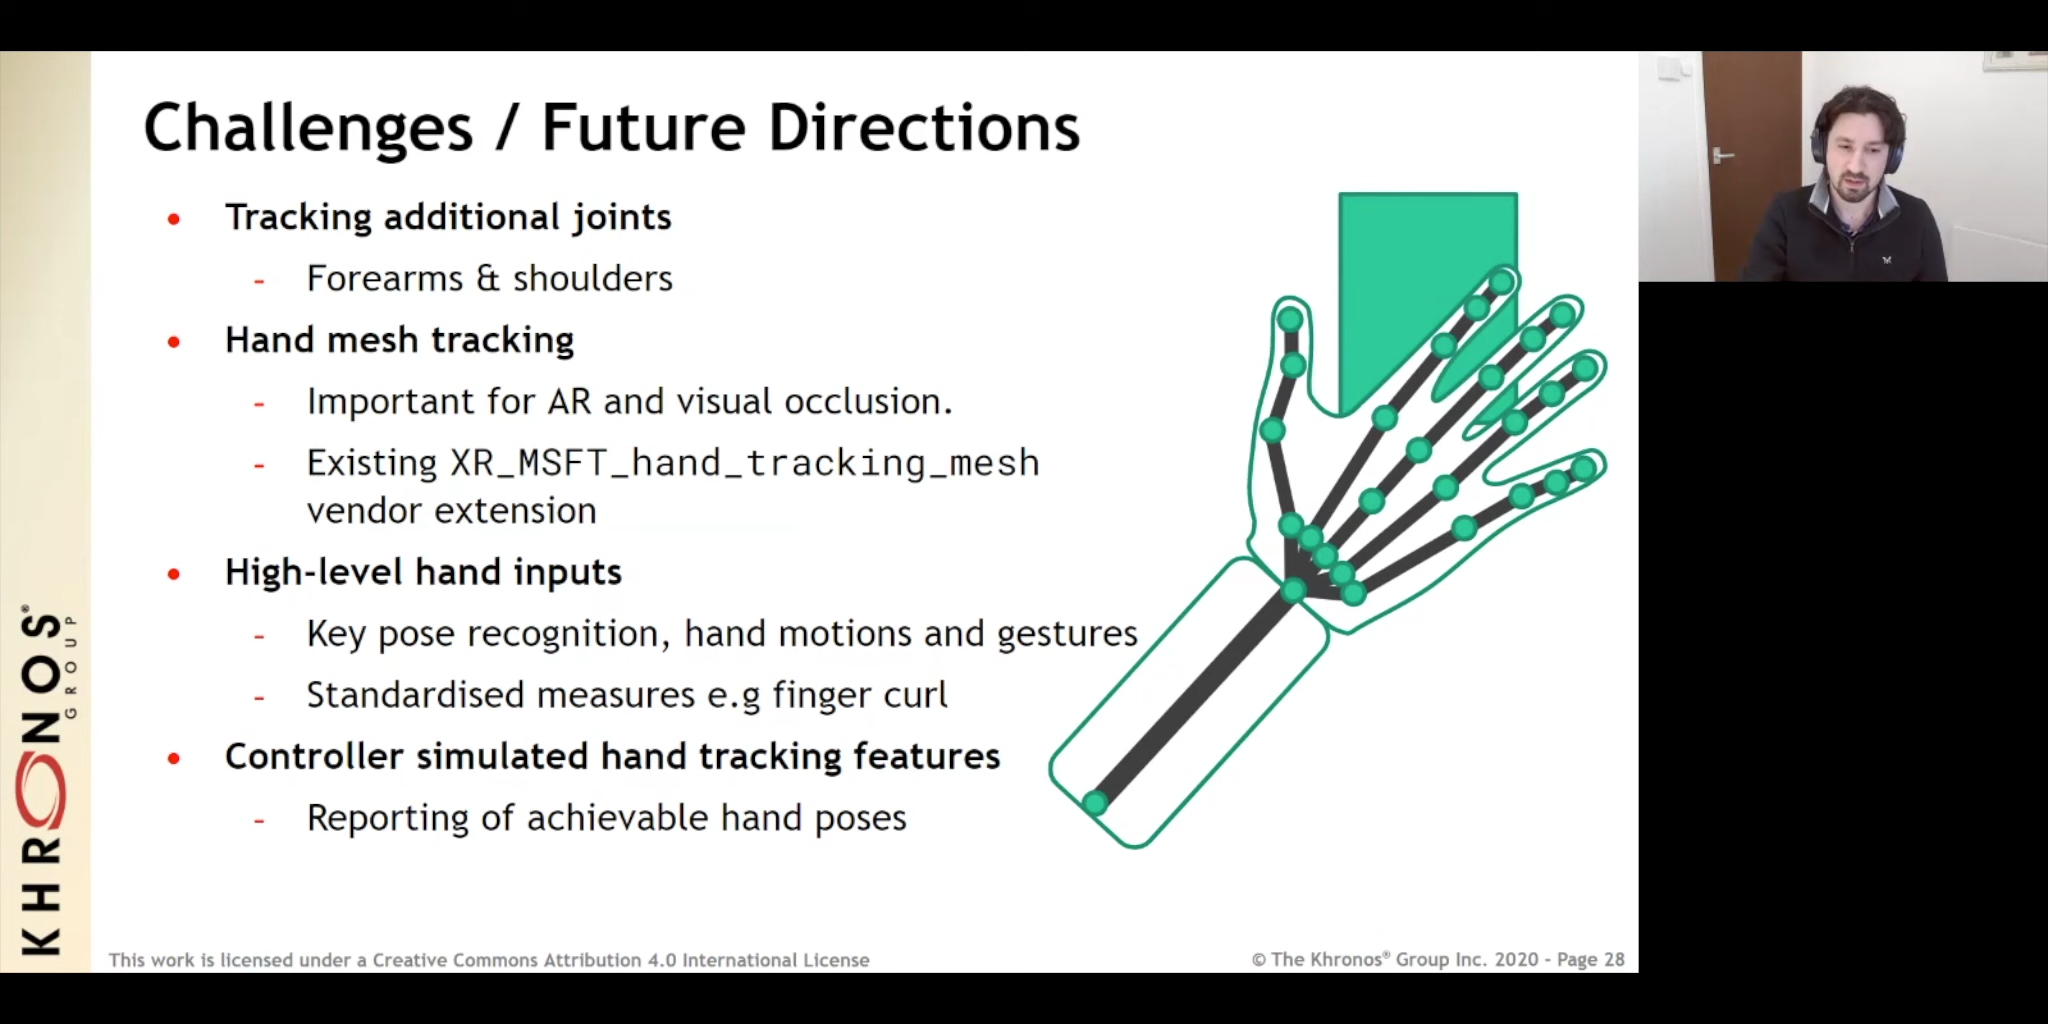 Challenges / Future Directions
• Tracking additional joints
- Forearms & shoulders
• Hand mesh tracking
- Important for AR and visual occlusion.
- Existing XR_MSFT_hand_tracking_mesh
vendor extension
• High-level hand inputs
- Key pose recognition, hand motions and gestures
- Standardised measures e.g finger curl
• Controller simulated hand tracking features
- Reporting of achievable hand poses
KHRONOS®
GROUP
This work is licensed under a Creative Commons Attribution 4.0 International License
© The Khronos® Group Inc. 2020 - Page 28